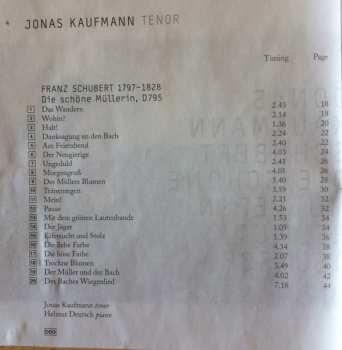 4 JONAS KAUFMANN TENOR
Timing Page
FRANZ SCHUBERT 1797–1828
Die schöne Müllerin, D795
1 Das Wandern 2.43 18
2 Wohin? 2.14 18
3 Halt! 1.36 20
4 Danksagung an den Bach 2.24 22
5 Am Feierabend 2.40 22
6 Der Neugierige 4.03 24
7 Ungeduld 2.41 26
8 Morgengruß 4.03 26
9 Des Müllers Blumen 3.40 28
10 Tränenregen 3.59 30
11 Mein! 2.21 32
12 Pause 4.26 32
13 Mit dem grünen Lautenbande 1.53 34
14 Der Jäger 1.05 34
15 Eifersucht und Stolz 1.39 36
16 Die liebe Farbe 4.34 38
17 Die böse Farbe 2.07 38
18 Trockne Blumen 3.49 40
19 Der Müller und der Bach 4.02 42
20 Des Baches Wiegenlied 7.18 44
Jonas Kaufmann tenor
Helmut Deutsch piano
DDD